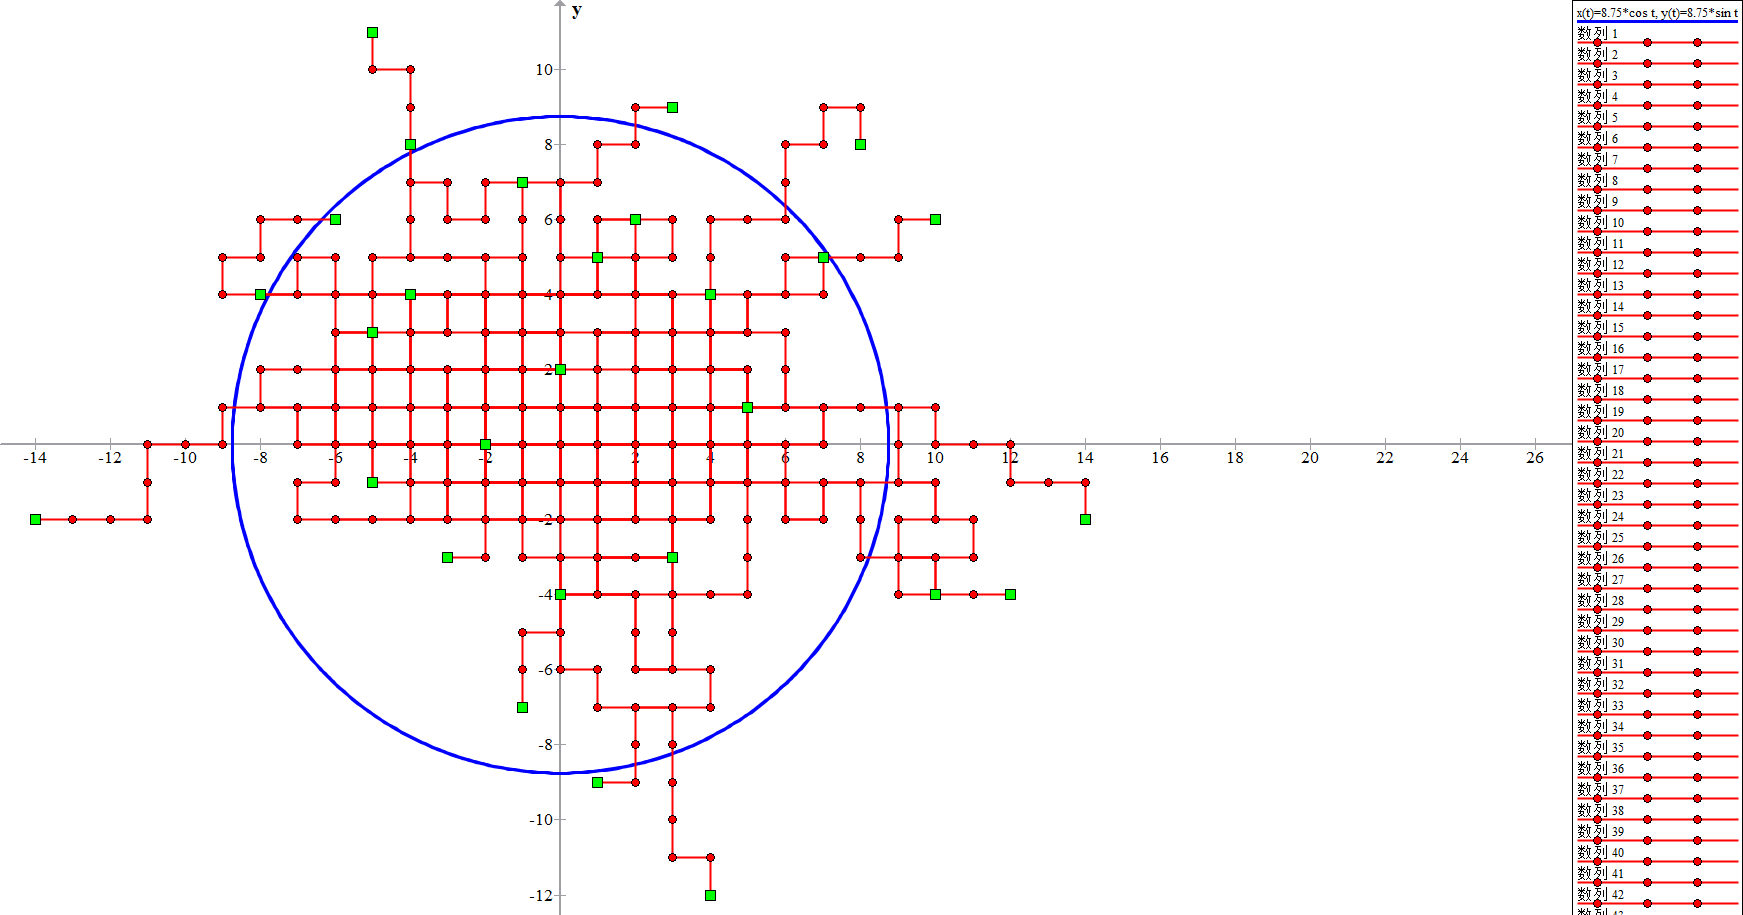 y
10
8
6
4
2
-14 -12 -10 -8 -6 -4 -2 2 4 6 8 10 12 14 16 18 20 22 24 26
-2
-4
-6
-8
-10
-12
x(t)=8.75*cos t, y(t)=8.75*sin t
数列 1
数列 2
数列 3
数列 4
数列 5
数列 6
数列 7
数列 8
数列 9
数列 10
数列 11
数列 12
数列 13
数列 14
数列 15
数列 16
数列 17
数列 18
数列 19
数列 20
数列 21
数列 22
数列 23
数列 24
数列 25
数列 26
数列 27
数列 28
数列 29
数列 30
数列 31
数列 32
数列 33
数列 34
数列 35
数列 36
数列 37
数列 38
数列 39
数列 40
数列 41
数列 42